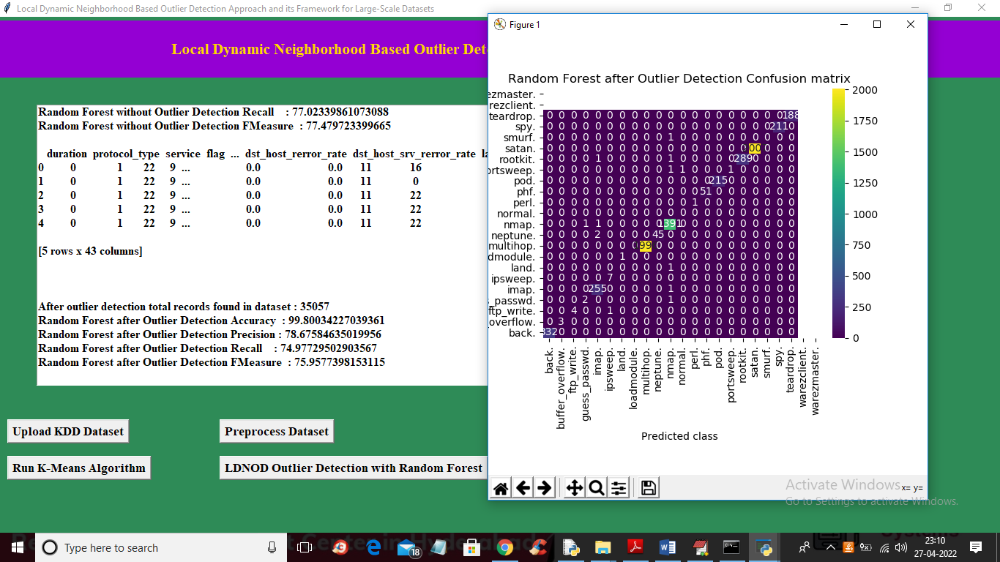 Local Dynamic Neighborhood Based Outlier Detection Approach and its Framework for Large-Scale Datasets
Local Dynamic Neighborhood Based Outlier Det
Random Forest without Outlier Detection Recall : 77.02339861073088
Random Forest without Outlier Detection FMeasure : 77.479723399665
duration protocol_type service flag ... dst_host_rerror_rate dst_host_srv_rerror_rate la
0 0 1 22 9 ... 0.0 0.0 11 16
1 0 1 22 9 ... 0.0 0.0 11 0
2 0 1 22 9 ... 0.0 0.0 11 22
3 0 1 22 9 ... 0.0 0.0 11 22
4 0 1 22 9 ... 0.0 0.0 11 22
[5 rows x 43 columns]
After outlier detection total records found in dataset : 35057
Random Forest after Outlier Detection Accuracy : 99.80034227039361
Random Forest after Outlier Detection Precision : 78.67584635019956
Random Forest after Outlier Detection Recall : 74.97729502903567
Random Forest after Outlier Detection FMeasure : 75.9577398153115
Upload KDD Dataset
Preprocess Dataset
Run K-Means Algorithm
LDNOD Outlier Detection with Random Forest
Figure 1
Random Forest after Outlier Detection Confusion matrix
ezmaster.
rezclient.
teardrop. 0 0 0 0 0 0 0 0 0 0 0 0 0 0 0 0 0 0 0 0 188
spy. 0 0 0 0 0 0 0 0 0 0 0 0 0 0 0 0 0 0 0 211 0
smurf. 0 0 0 0 0 0 0 0 0 0 1 0 0 0 0 0 0 0 0 0 0
satan. 0 0 0 0 0 0 0 0 0 0 0 0 0 0 0 0 00 0 0 0
rootkit. 0 0 0 0 1 0 0 0 0 0 1 0 0 0 0 0 289 0 0 0 0
ortsweep. 0 0 0 0 0 0 0 0 0 0 1 1 0 0 0 1 0 0 0 0 0
pod. 0 0 0 0 0 0 0 0 0 0 0 0 0 0 215 0 0 0 0 0 0
phf. 0 0 0 0 0 0 0 0 0 0 0 0 0 51 0 0 0 0 0 0 0
perl. 0 0 0 0 0 0 0 0 0 0 0 0 1 0 0 0 0 0 0 0 0
normal. 0 0 0 0 0 0 0 0 0 0 0 0 0 0 0 0 0 0 0 0 0
nmap. 0 0 0 1 1 0 0 0 0 0 139 1 0 0 0 0 0 0 0 0 0
neptune. 0 0 0 0 2 0 0 0 0 45 0 0 0 0 0 0 0 0 0 0 0
multihop. 0 0 0 0 0 0 0 99 0 0 0 0 0 0 0 0 0 0 0 0
dmodule. 0 0 0 0 0 0 1 0 0 0 0 0 0 0 0 0 0 0 0 0 0
land. 0 0 0 0 0 0 0 0 0 0 1 0 0 0 0 0 0 0 0 0 0
ipsweep. 0 0 0 0 0 7 0 0 0 0 0 0 0 0 0 0 0 0 0 0 0
imap. 0 0 0 0 255 0 0 0 0 0 1 0 0 0 0 0 0 0 0 0 0
_passwd. 0 0 0 2 0 0 0 0 0 0 1 0 0 0 0 0 0 0 0 0 0
ftp_write. 0 0 4 0 0 1 0 0 0 0 0 0 0 0 0 0 0 0 0 0 0
_overflow. 0 3 0 0 0 0 0 0 0 0 0 0 0 0 0 0 0 0 0 0 0
back. 332 0 0 0 0 0 0 0 0 0 0 0 0 0 0 0 0 0 0 0 0
back. buffer_overflow. ftp_write. guess_passwd. imap. ipsweep. land. loadmodule. multihop. neptune. nmap. normal. perl. phf. pod. portsweep. rootkit. satan. smurf. spy. teardrop. warezclient. warezmaster.
Predicted class
2000
1750
1500
1250
1000
750
500
250
0
Activate Windows
Go to Settings to activate Windows.
x= y=
Type here to search
18
23:10
27-04-2022